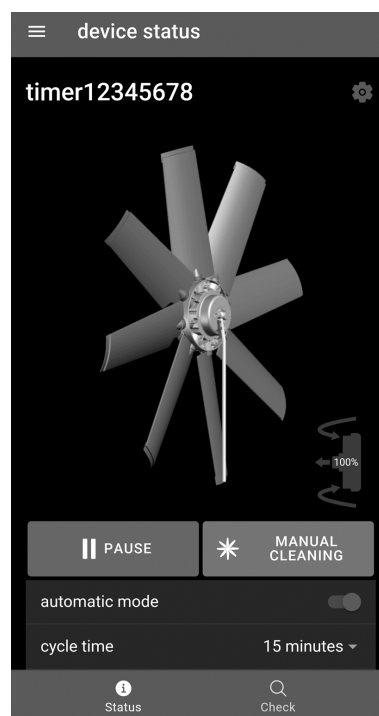 device status
timer12345678
100%
PAUSE
MANUAL
CLEANING
automatic mode
cycle time 15 minutes
Status Check